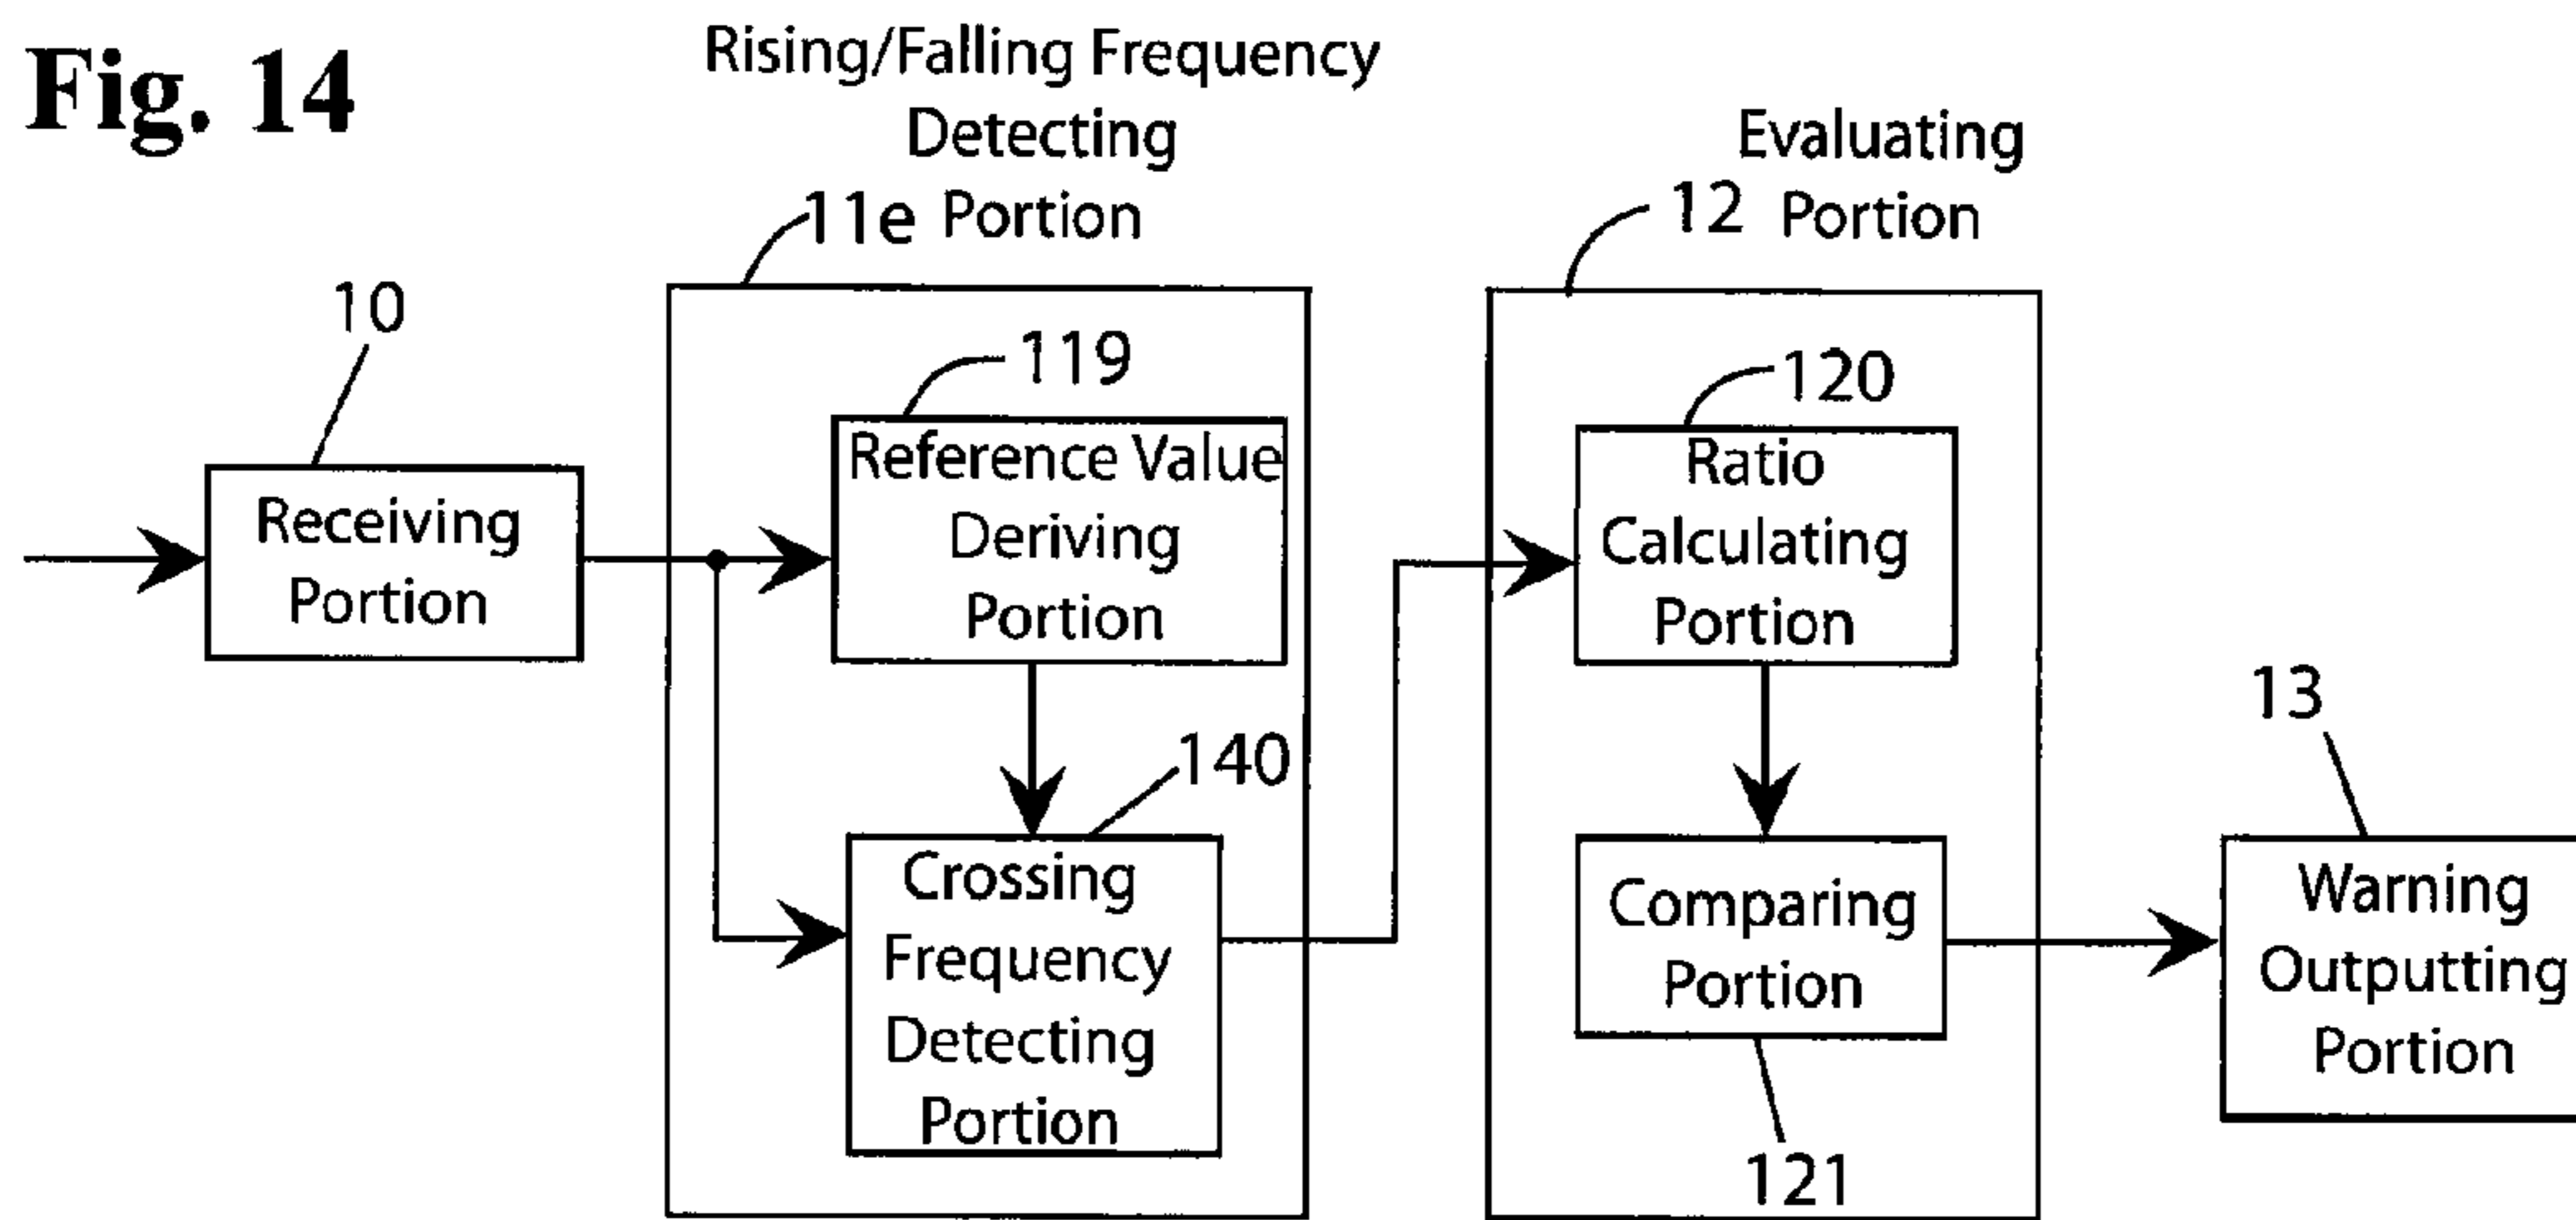 Fig. 14
Rising/Falling Frequency
Detecting
Portion
11e
Evaluating
Portion
12
10
Receiving
Portion
119
Reference Value
Deriving
Portion
140
Crossing
Frequency
Detecting
Portion
120
Ratio
Calculating
Portion
Comparing
Portion
121
13
Warning
Outputting
Portion